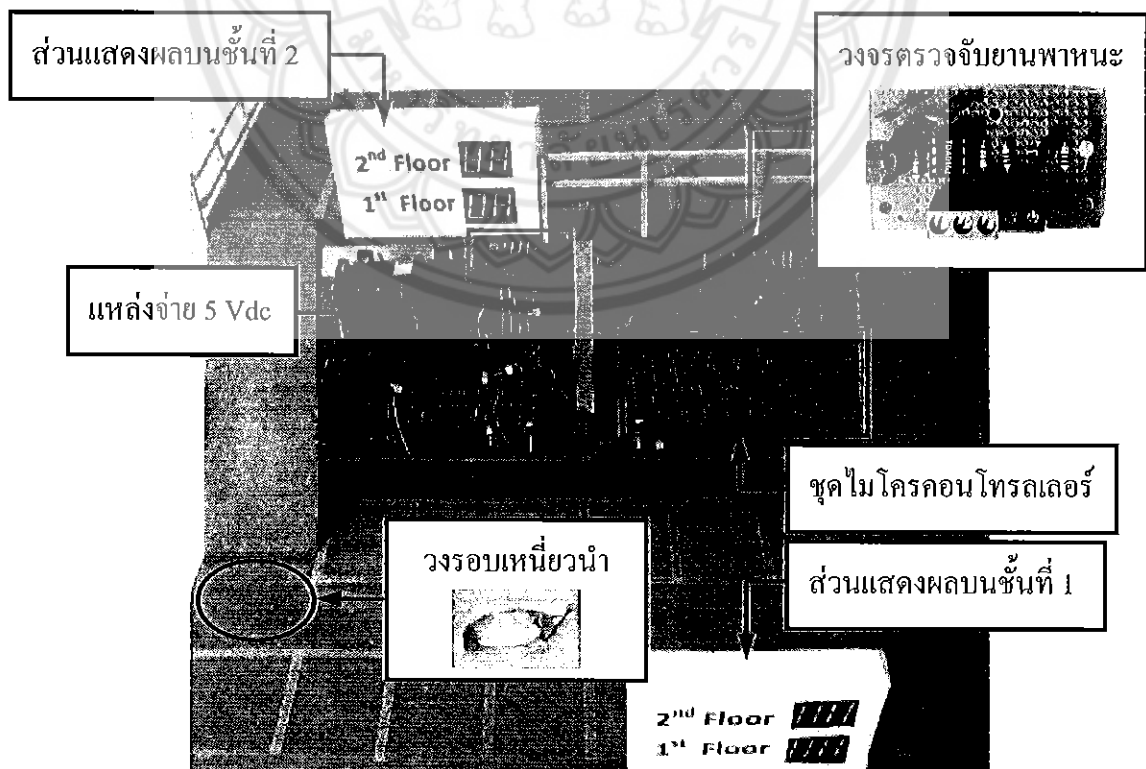 ส่วนแสดงผลบนชั้นที่ 2
วงจรตรวจจับยานพาหนะ
2nd Floor
1st Floor
แหล่งจ่าย 5 Vdc
ชุดไมโครคอนโทรลเลอร์
วงรอบเหนี่ยวนำ
ส่วนแสดงผลบนชั้นที่ 1
2nd Floor
1st Floor